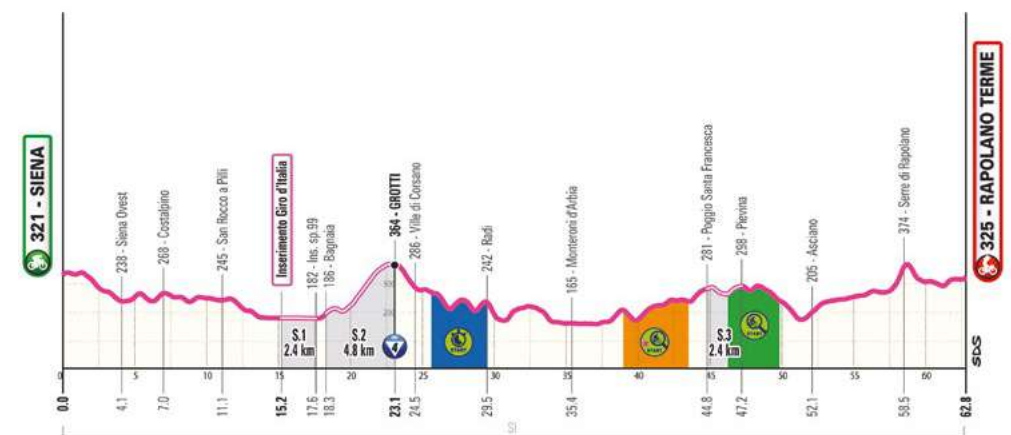 321 - SIENA
238 - Siena Ovest
268 - Costalpino
245 - San Rocco a Pilli
Inserimento Giro d'Italia
182 - Ins. sp.99
186 - Bagnaia
364 - GROTTI
286 - Ville di Corsano
242 - Radi
165 - Monteroni d'Arbia
281 - Poggio Santa Francesca
298 - Pievina
205 - Asciano
374 - Serre di Rapolano
325 - RAPOLANO TERME
S.1
2.4 km
S.2
4.8 km
4
START
START
S.3
2.4 km
START
SDS
0 5 10 15 20 25 30 35 40 45 50 55 60
0.0 4.1 7.0 11.1 15.2 17.6 18.3 23.1 24.5 29.5 35.4 44.8 47.2 52.1 58.5 62.8
SI